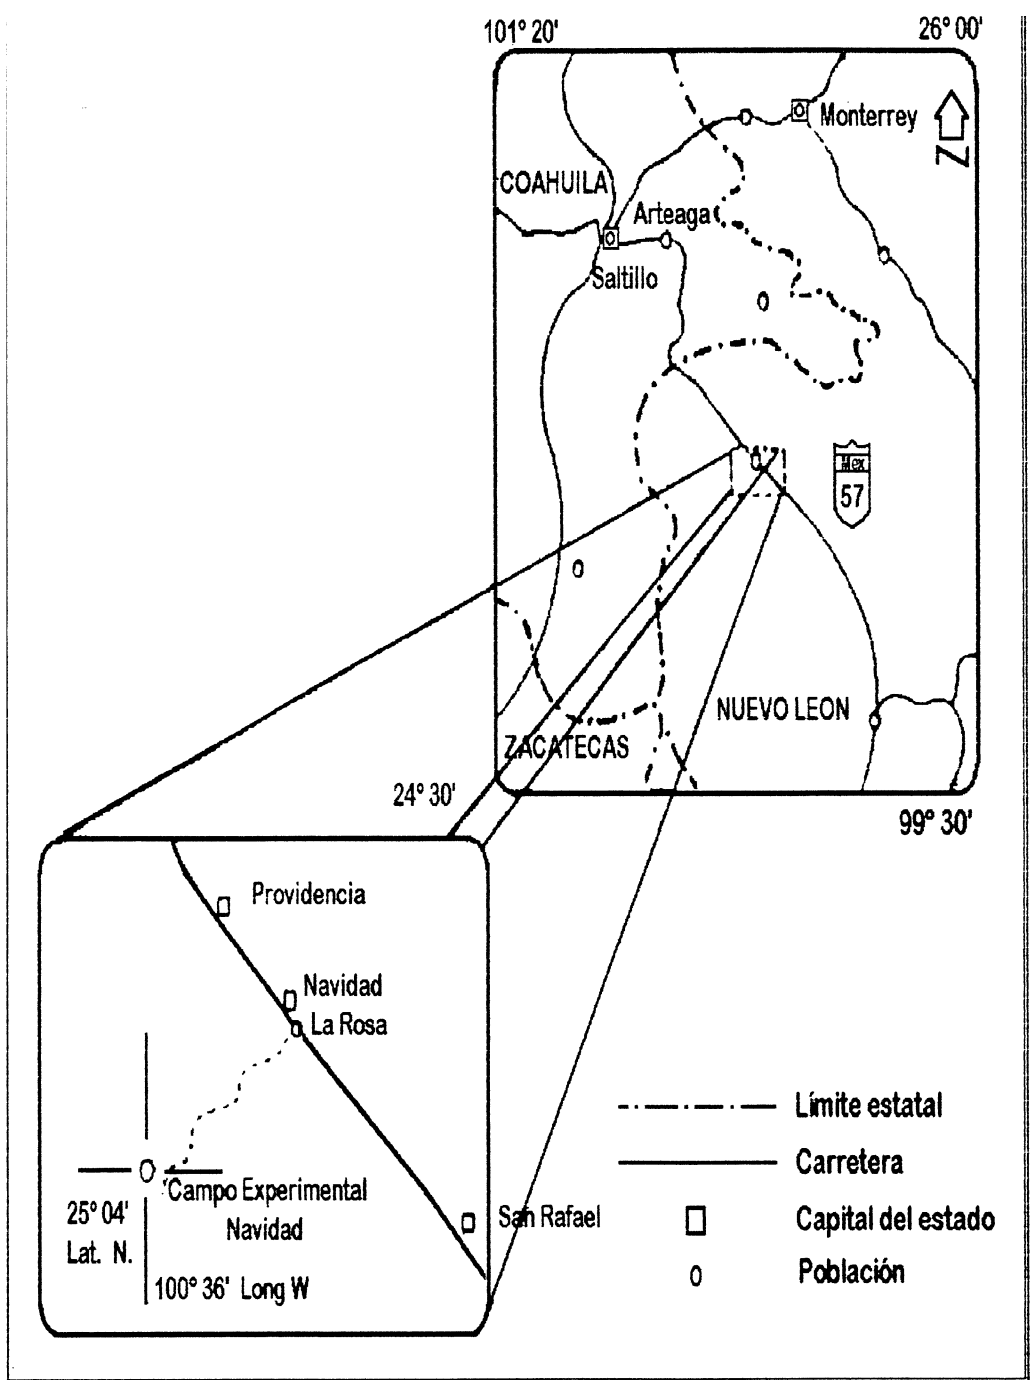 101° 20'
26° 00'
Monterrey
N
COAHUILA
Arteaga
Saltillo
Mex
57
NUEVO LEON
ZACATECAS
24° 30'
99° 30'
Providencia
Navidad
La Rosa
Campo Experimental
Navidad
25° 04'
Lat. N.
100° 36' Long W
San Rafael
Límite estatal
Carretera
Capital del estado
Población